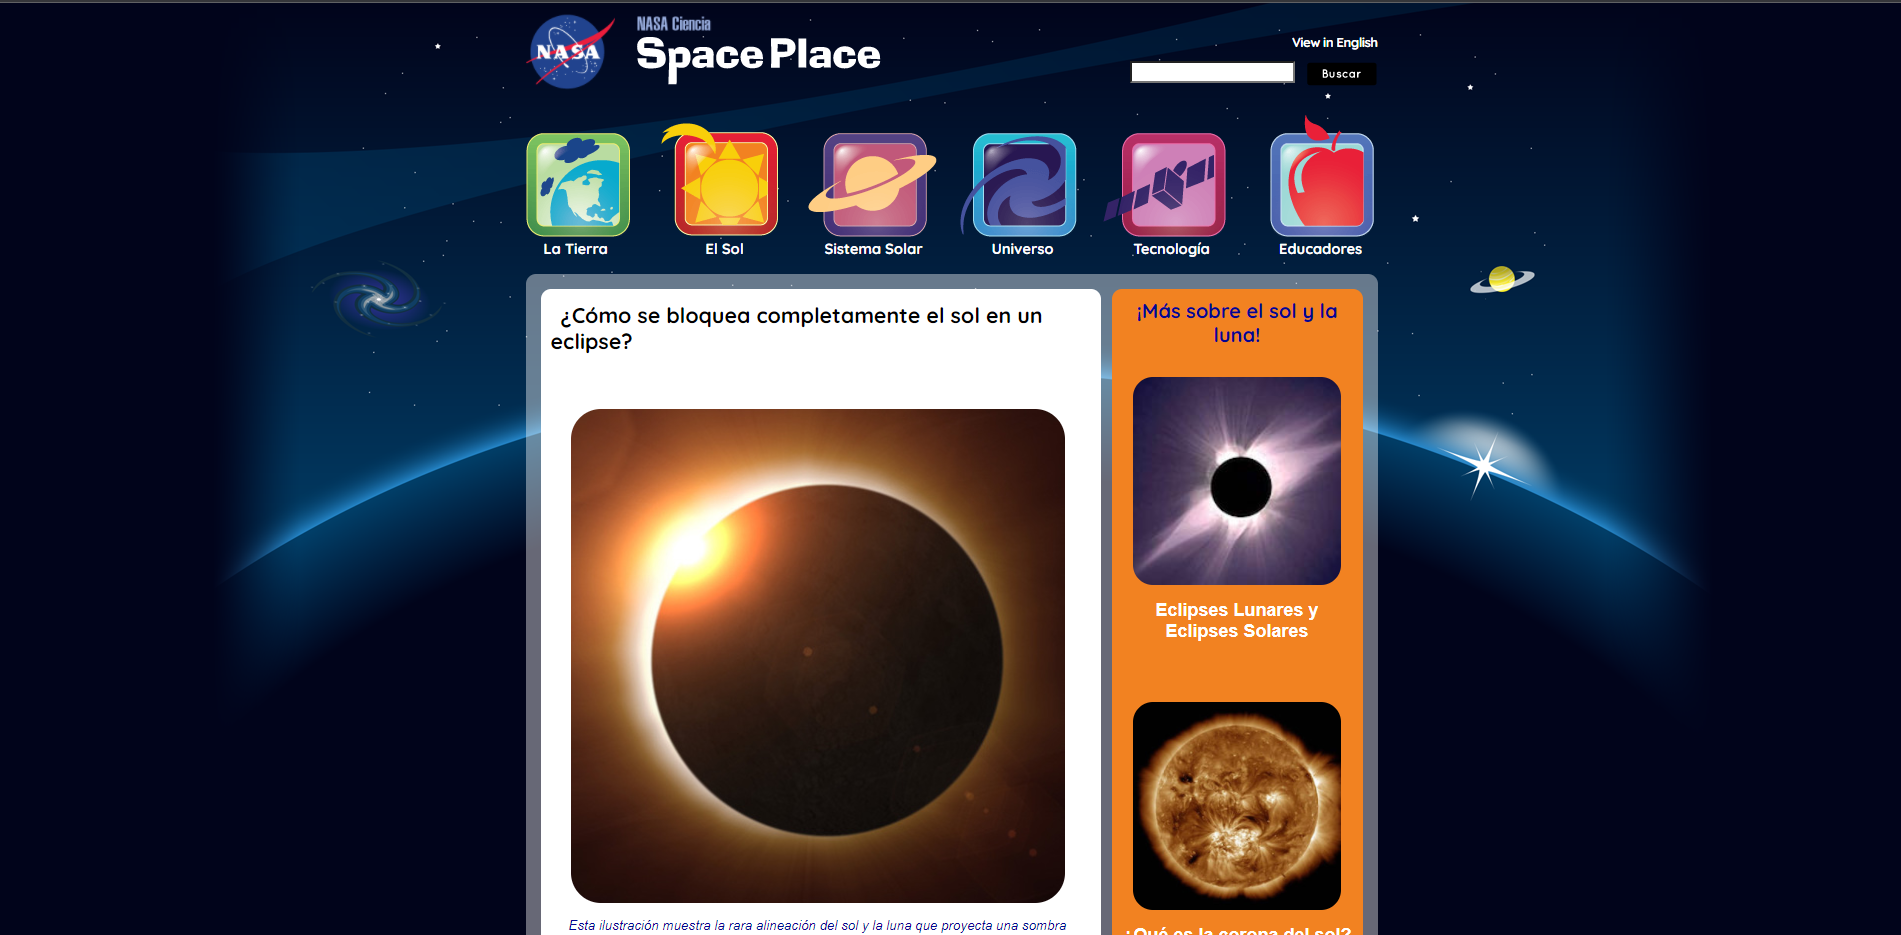 NASA
NASA Ciencia
Space Place
View in English
Buscar
La Tierra
El Sol
Sistema Solar
Universo
Tecnología
Educadores
¿Cómo se bloquea completamente el sol en un
eclipse?
Esta ilustración muestra la rara alineación del sol y la luna que proyecta una sombra
¡Más sobre el sol y la
luna!
Eclipses Lunares y
Eclipses Solares
¿Qué es la corona del sol?